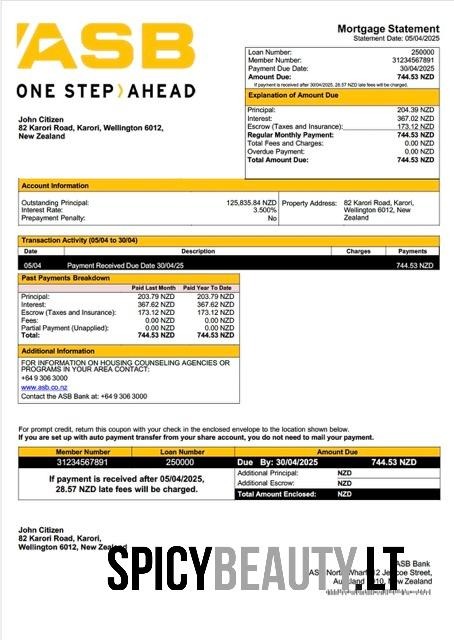 ASB
ONE STEP AHEAD
Mortgage Statement
Statement Date: 05/04/2025
Loan Number: 250000
Member Number: 31234567891
Payment Due Date: 30/04/2025
Amount Due: 744.53 NZD
If payment is received after 30/04/2025, 28.57 NZD late fees will be charged.
Explanation of Amount Due
Principal: 204.39 NZD
Interest: 367.02 NZD
Escrow (Taxes and Insurance): 173.12 NZD
Regular Monthly Payment: 744.53 NZD
Total Fees and Charges: 0.00 NZD
Overdue Payment: 0.00 NZD
Total Amount Due: 744.53 NZD
John Citizen
82 Karori Road, Karori, Wellington 6012,
New Zealand
Account Information
Outstanding Principal: 125,835.84 NZD
Interest Rate: 3.500%
Prepayment Penalty: No
Property Address: 82 Karori Road, Karori,
Wellington 6012, New
Zealand
Transaction Activity (05/04 to 30/04)
Date Description Charges Payments
05/04 Payment Received Due Date 30/04/25 744.53 NZD
Past Payments Breakdown
Paid Last Month Paid Year To Date
Principal: 203.79 NZD 203.79 NZD
Interest: 367.62 NZD 367.62 NZD
Escrow (Taxes and Insurance): 173.12 NZD 173.12 NZD
Fees: 0.00 NZD 0.00 NZD
Partial Payment (Unapplied): 0.00 NZD 0.00 NZD
Total: 744.53 NZD 744.53 NZD
Additional Information
FOR INFORMATION ON HOUSING COUNSELING AGENCIES OR
PROGRAMS IN YOUR AREA CONTACT:
+64 9 306 3000
www.asb.co.nz
Contact the ASB Bank at: +64 9 306 3000
For prompt credit, return this coupon with your check in the enclosed envelope to the location shown below.
If you are set up with auto payment transfer from your share account, you do not need to mail your payment.
Member Number Loan Number Amount Due
31234567891 250000 Due By: 30/04/2025 744.53 NZD
If payment is received after 05/04/2025,
28.57 NZD late fees will be charged.
Additional Principal: NZD
Additional Escrow: NZD
Total Amount Enclosed: NZD
John Citizen
82 Karori Road, Karori,
Wellington 6012, New Zealand
SPICYBEAUTY.LT
ASB Bank
Street,
Zealand